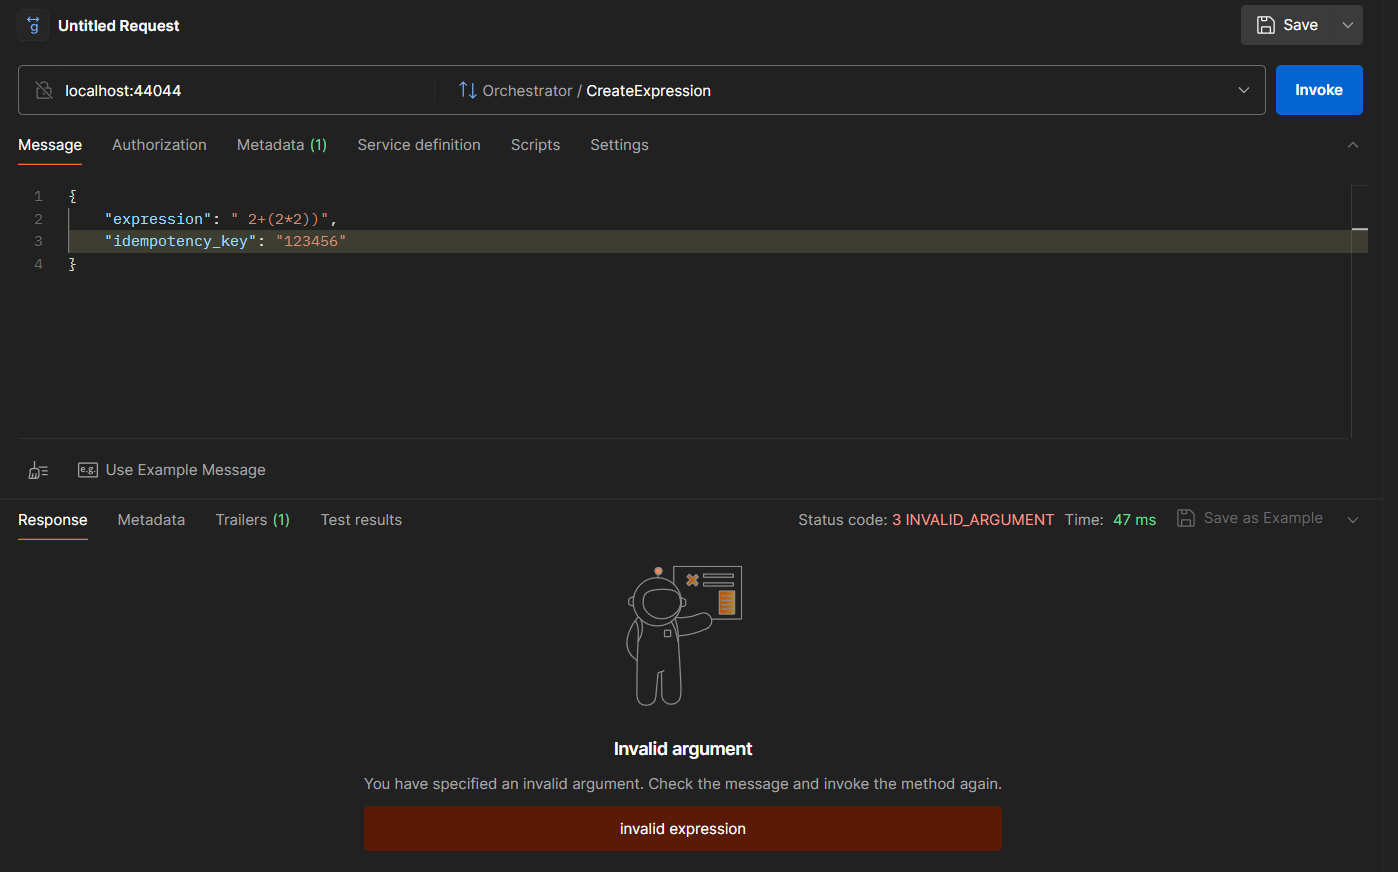 g Untitled Request
Save
localhost:44044
Orchestrator / CreateExpression
Invoke
Message Authorization Metadata (1) Service definition Scripts Settings
1 {
2 "expression": " 2+(2*2))",
3 "idempotency_key": "123456"
4 }
e.g. Use Example Message
Response Metadata Trailers (1) Test results
Status code: 3 INVALID_ARGUMENT Time: 47 ms Save as Example
Invalid argument
You have specified an invalid argument. Check the message and invoke the method again.
invalid expression